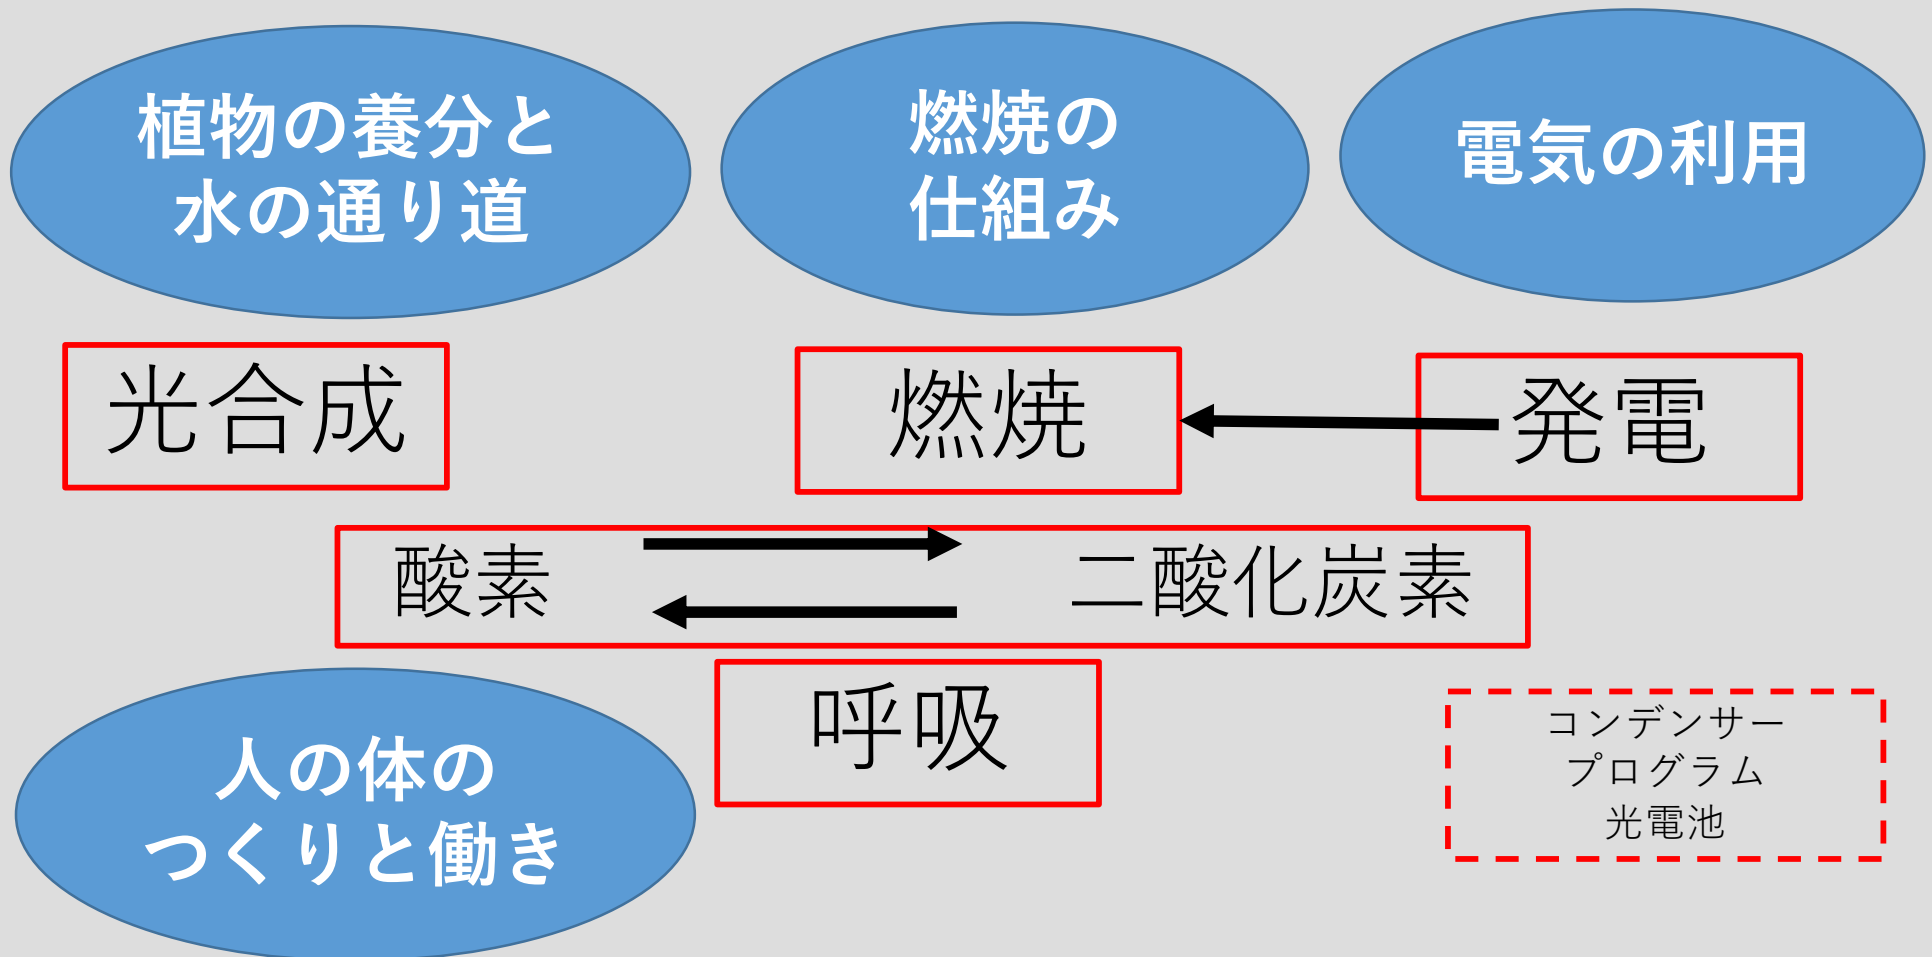 植物の養分と
水の通り道
燃焼の
仕組み
電気の利用
光合成
燃焼
発電
酸素
二酸化炭素
呼吸
人の体の
つくりと働き
コンデンサー
プログラム
光電池